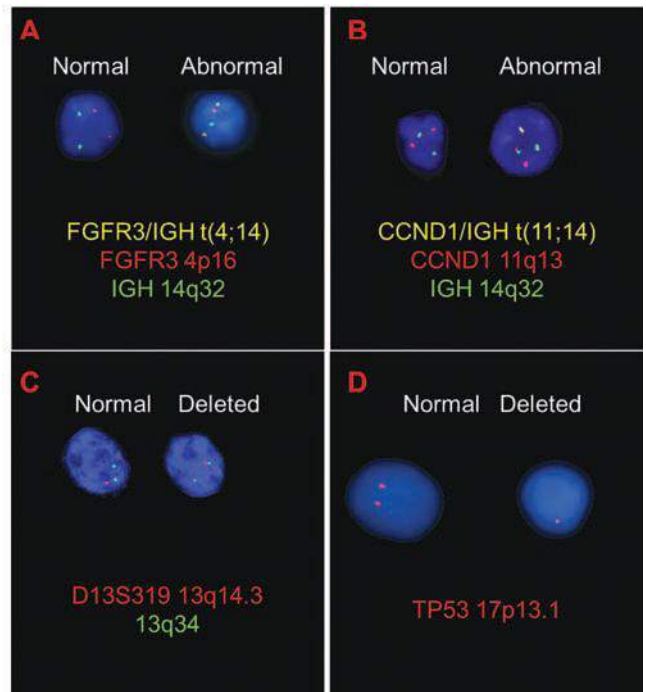 A
Normal Abnormal
FGFR3/IGH t(4;14)
FGFR3 4p16
IGH 14q32
B
Normal Abnormal
CCND1/IGH t(11;14)
CCND1 11q13
IGH 14q32
C
Normal Deleted
D13S319 13q14.3
13q34
D
Normal Deleted
TP53 17p13.1